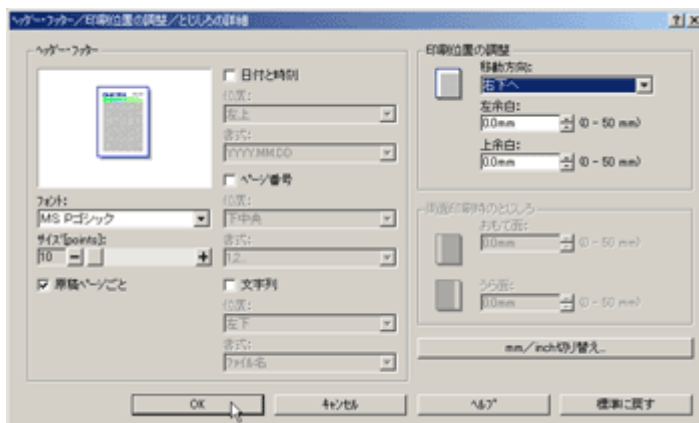 ヘッダー・フッター／印刷位置の調整／とじしろの詳細
ヘッダー・フッター
フォント:
MS Pゴシック
サイズ[points]:
10
原稿ページごと
日付と時刻
位置:
左上
書式:
YYYY.MM.DD
ページ番号
位置:
下中央
書式:
1,2..
文字列
位置:
左下
書式:
ファイル名
印刷位置の調整
移動方向:
右下へ
左余白:
0.0mm (0 - 50 mm)
上余白:
0.0mm (0 - 50 mm)
両面印刷時のとじしろ
おもて面:
0.0mm (0 - 50 mm)
うら面:
0.0mm (0 - 50 mm)
mm／inch切り替え..
OK
キャンセル
ヘルプ
標準に戻す